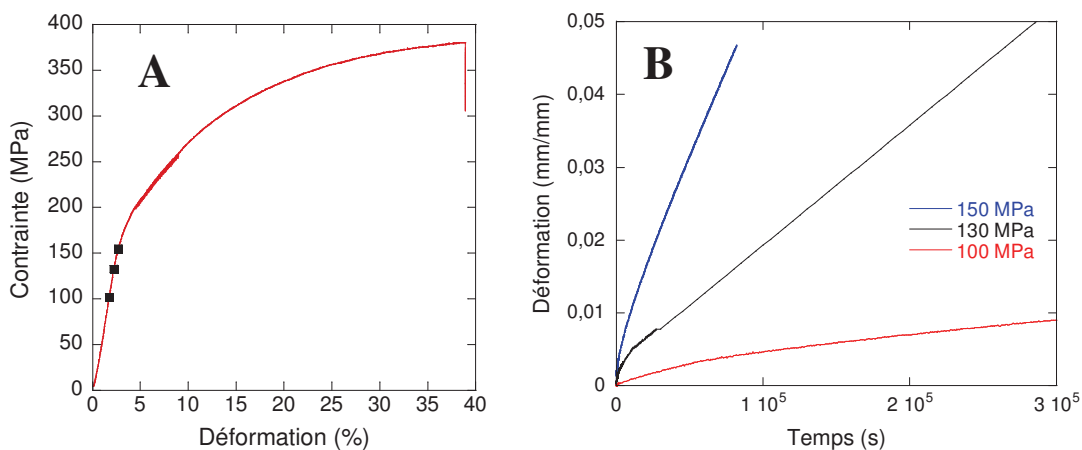 A
400
350
300
250
200
150
100
50
0
0 5 10 15 20 25 30 35 40
Contrainte (MPa)
Déformation (%)
B
0,05
0,04
0,03
0,02
0,01
0
0 1 10⁵ 2 10⁵ 3 10⁵
Déformation (mm/mm)
Temps (s)
150 MPa
130 MPa
100 MPa